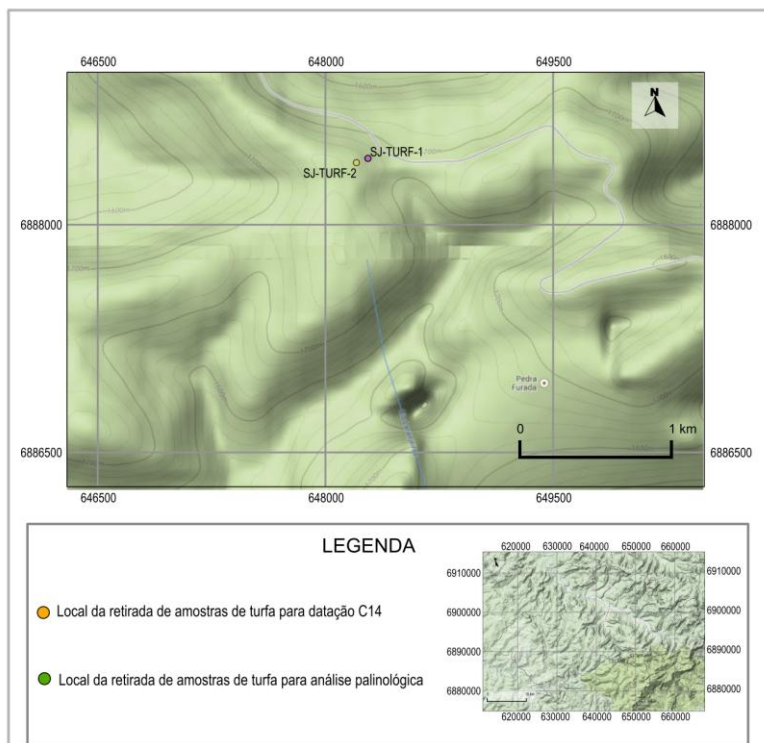 646500 648000 649500
N
SJ-TURF-1
SJ-TURF-2
6888000 6888000
Pedra
Furada
0 1 km
6886500 6886500
646500 648000 649500
LEGENDA
Local da retirada de amostras de turfa para datação C14
Local da retirada de amostras de turfa para análise palinológica
620000 630000 640000 650000 660000
6910000 6910000
6900000 6900000
6890000 6890000
6880000 6880000
620000 630000 640000 650000 660000